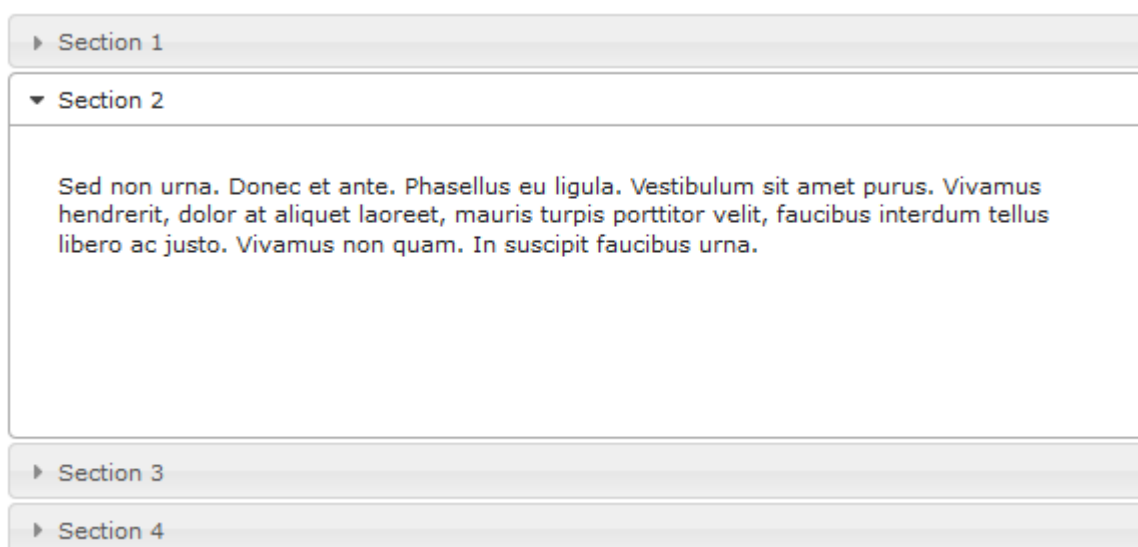 Section 1
Section 2
Sed non urna. Donec et ante. Phasellus eu ligula. Vestibulum sit amet purus. Vivamus
hendrerit, dolor at aliquet laoreet, mauris turpis porttitor velit, faucibus interdum tellus
libero ac justo. Vivamus non quam. In suscipit faucibus urna.
Section 3
Section 4